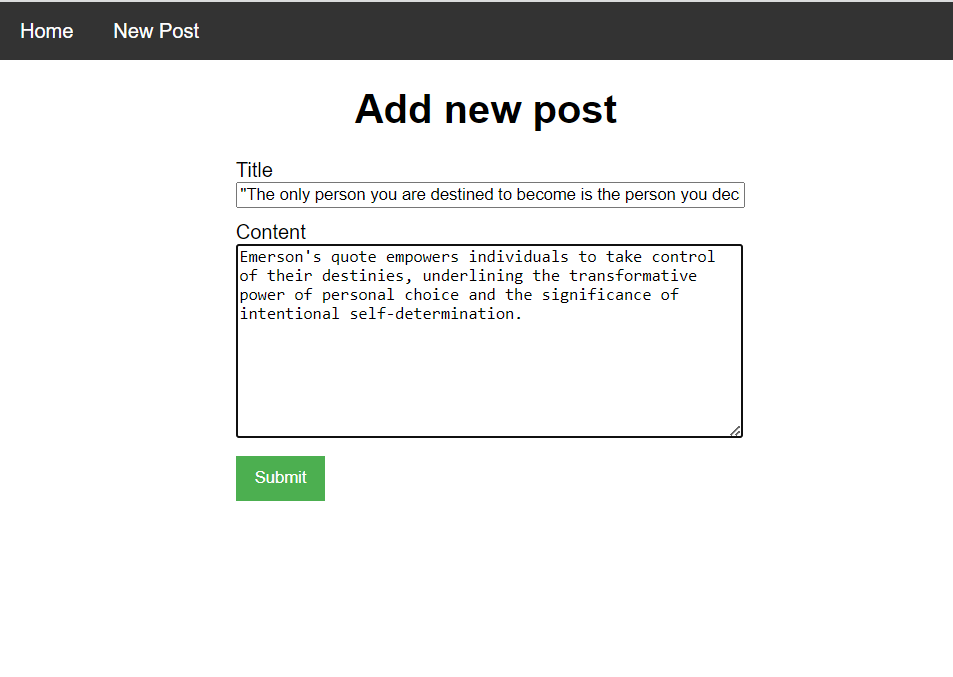 Home New Post
Add new post
Title
"The only person you are destined to become is the person you dec
Content
Emerson's quote empowers individuals to take control
of their destinies, underlining the transformative
power of personal choice and the significance of
intentional self-determination.
Submit